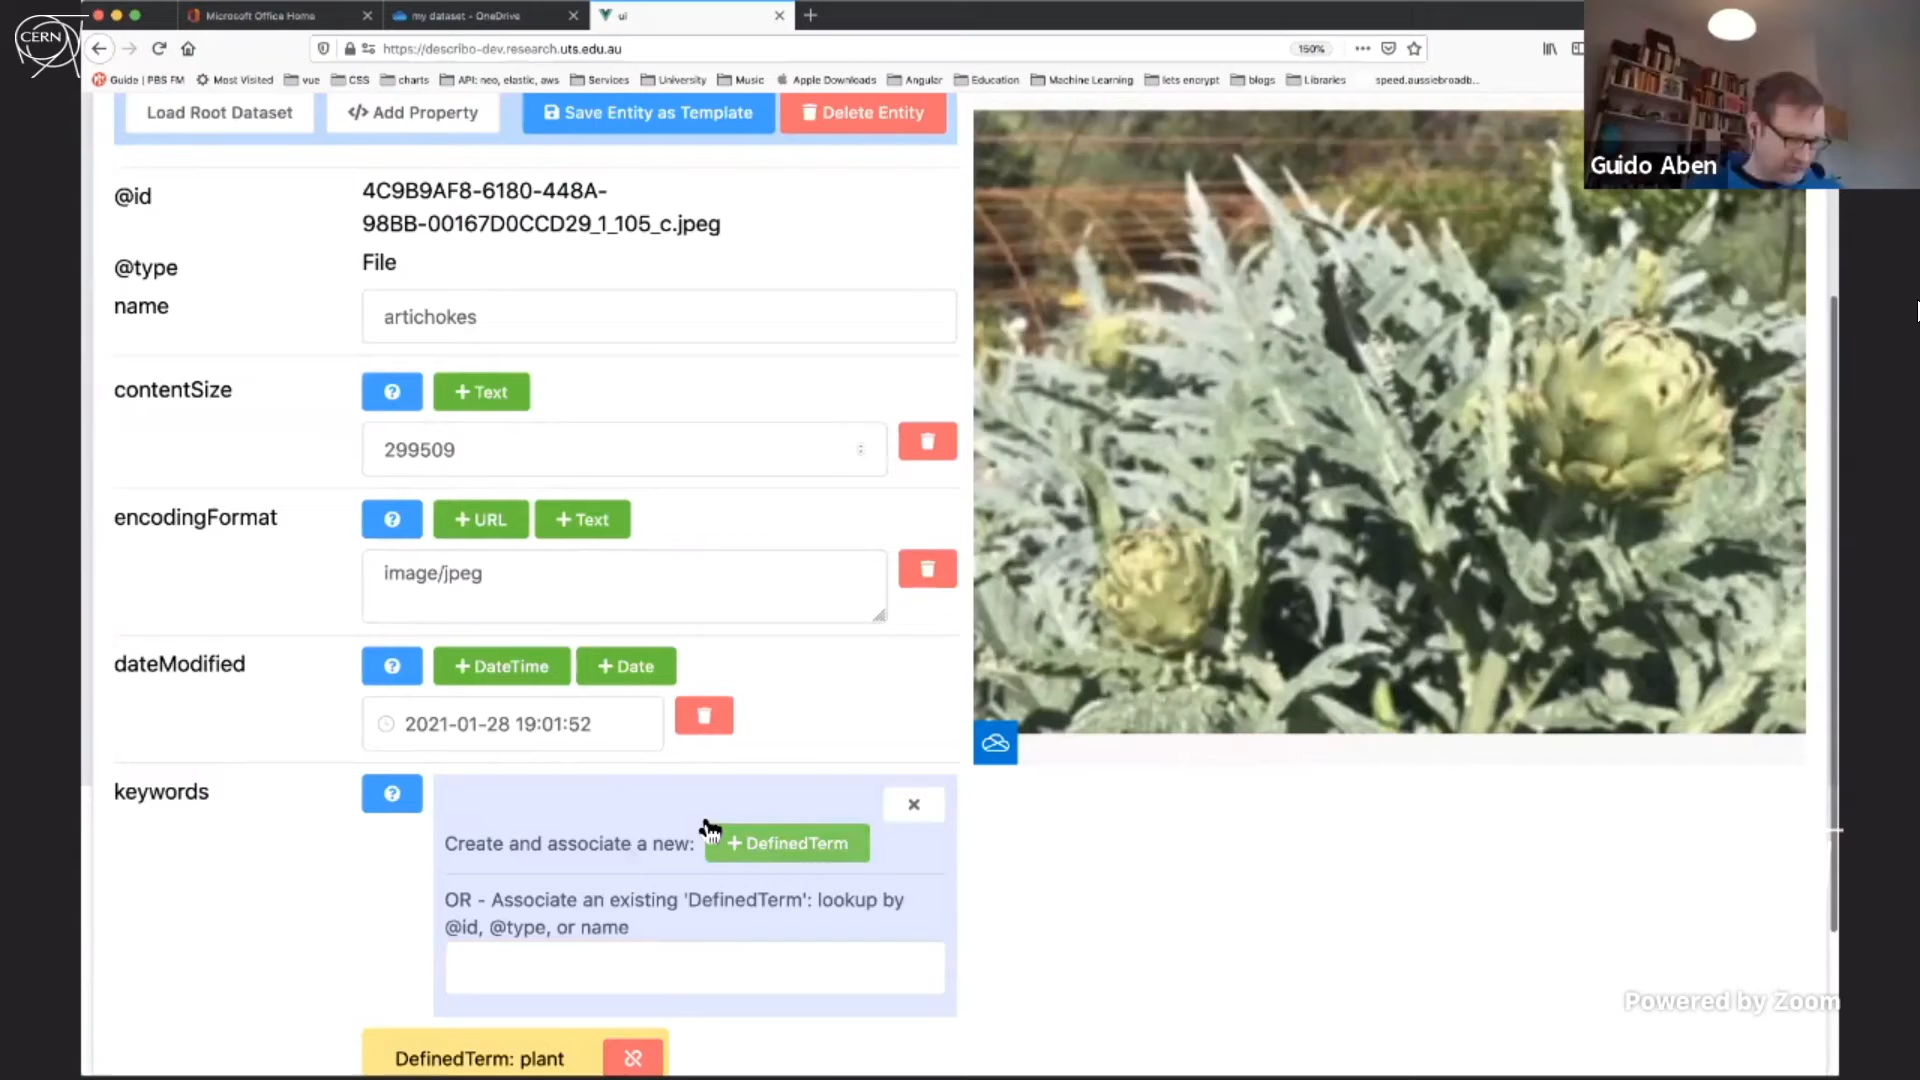 CERN
Microsoft Office Home
my dataset - OneDrive
ui
https://describo-dev.research.uts.edu.au
150%
Guide | PBS FM
Most Visited
vue
CSS
charts
API: neo, elastic, aws
Services
University
Music
Apple Downloads
Angular
Education
Machine Learning
lets encrypt
blogs
Libraries
speed.aussiebroadb...
Guido Aben
Load Root Dataset
</> Add Property
Save Entity as Template
Delete Entity
@id
4C9B9AF8-6180-448A-
98BB-00167D0CCD29_1_105_c.jpeg
@type
File
name
artichokes
contentSize
+ Text
299509
encodingFormat
+ URL
+ Text
image/jpeg
dateModified
+ DateTime
+ Date
2021-01-28 19:01:52
keywords
Create and associate a new:
+ DefinedTerm
OR - Associate an existing 'DefinedTerm': lookup by
@id, @type, or name
DefinedTerm: plant
Powered by Zoom